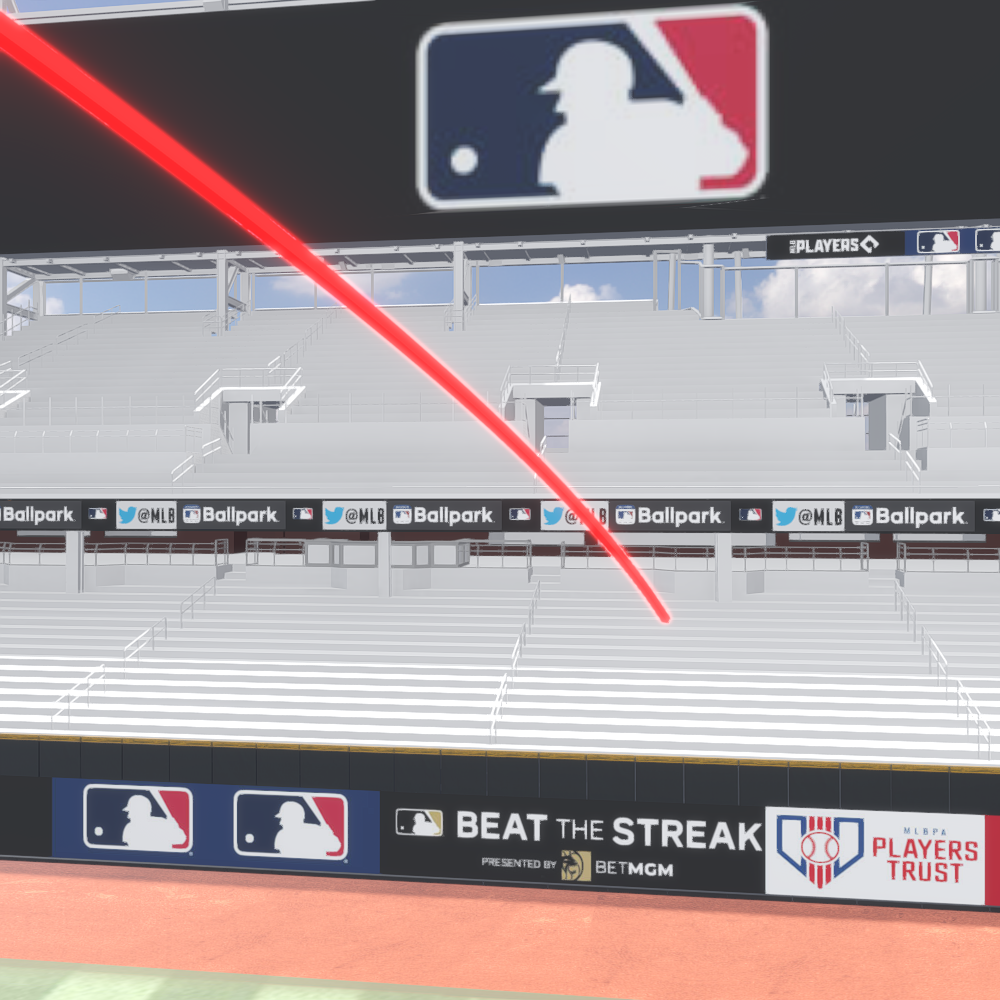 MLB PLAYERS
Ballpark
@MLB
Ballpark
@MLB
Ballpark
@MLB
Ballpark
@MLB
Ballpark
BEAT THE STREAK
PRESENTED BY BETMGM
MLBPA
PLAYERS
TRUST